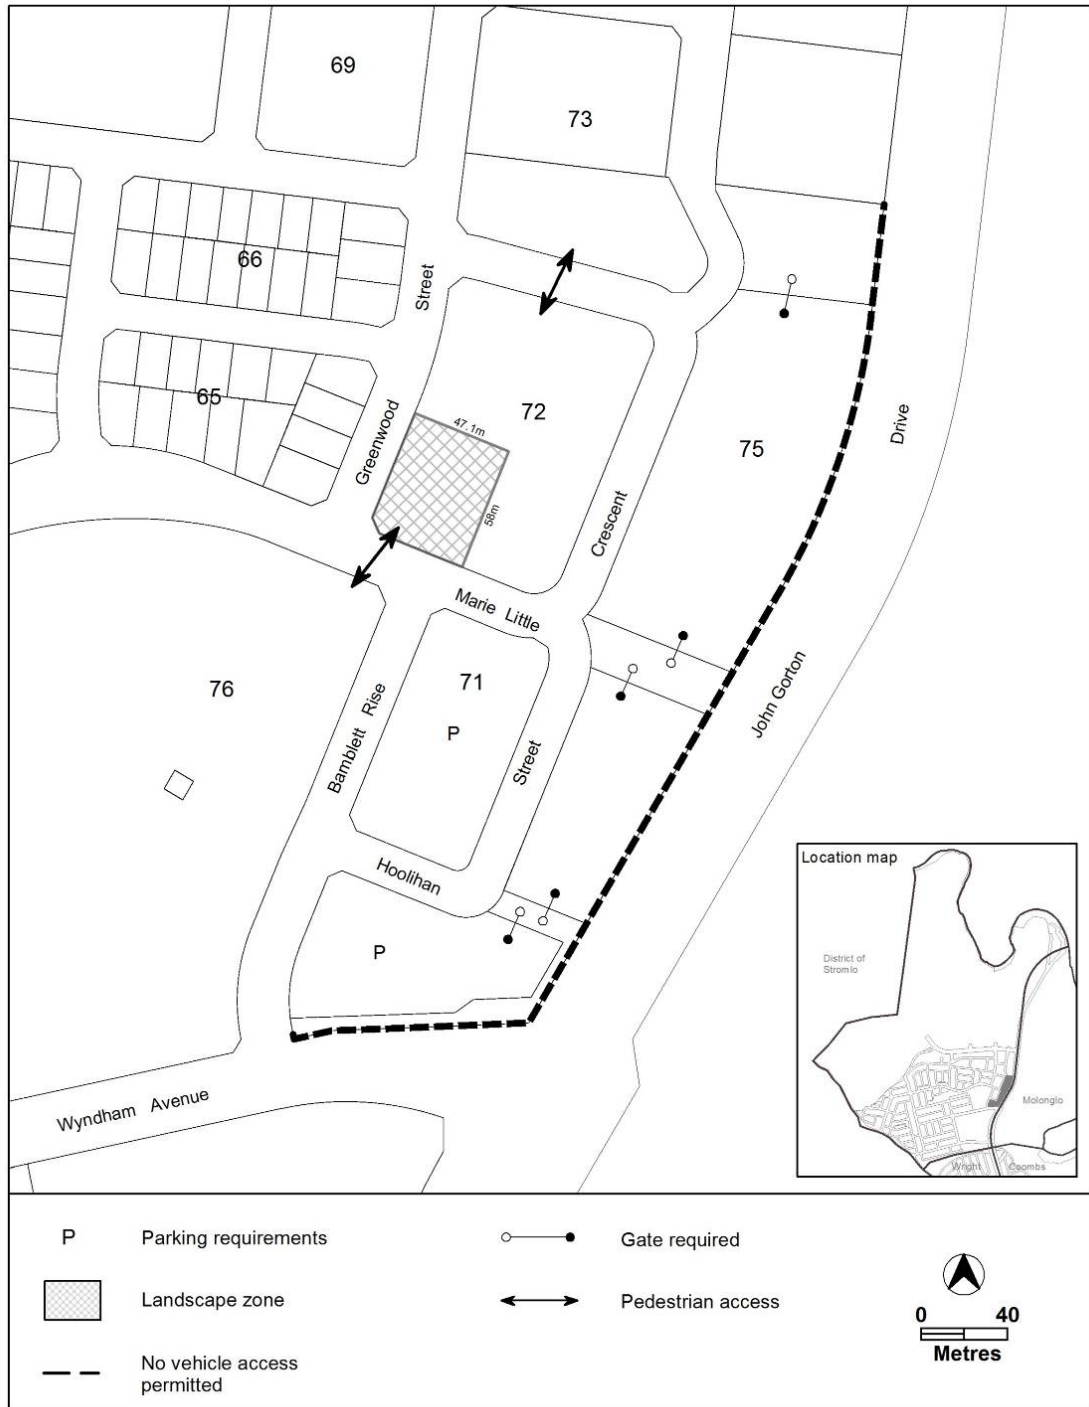 69
73
66
Street
65
Greenwood
47.1m
72
58m
75
Drive
Crescent
Marie Little
76
71
P
Bamblett Rise
Street
John Gorton
Hoolihan
P
Wyndham Avenue
Location map
District of
Stromlo
Molonglo
Wright
Coombs
P Parking requirements
Gate required
Landscape zone
Pedestrian access
No vehicle access
permitted
0 40
Metres